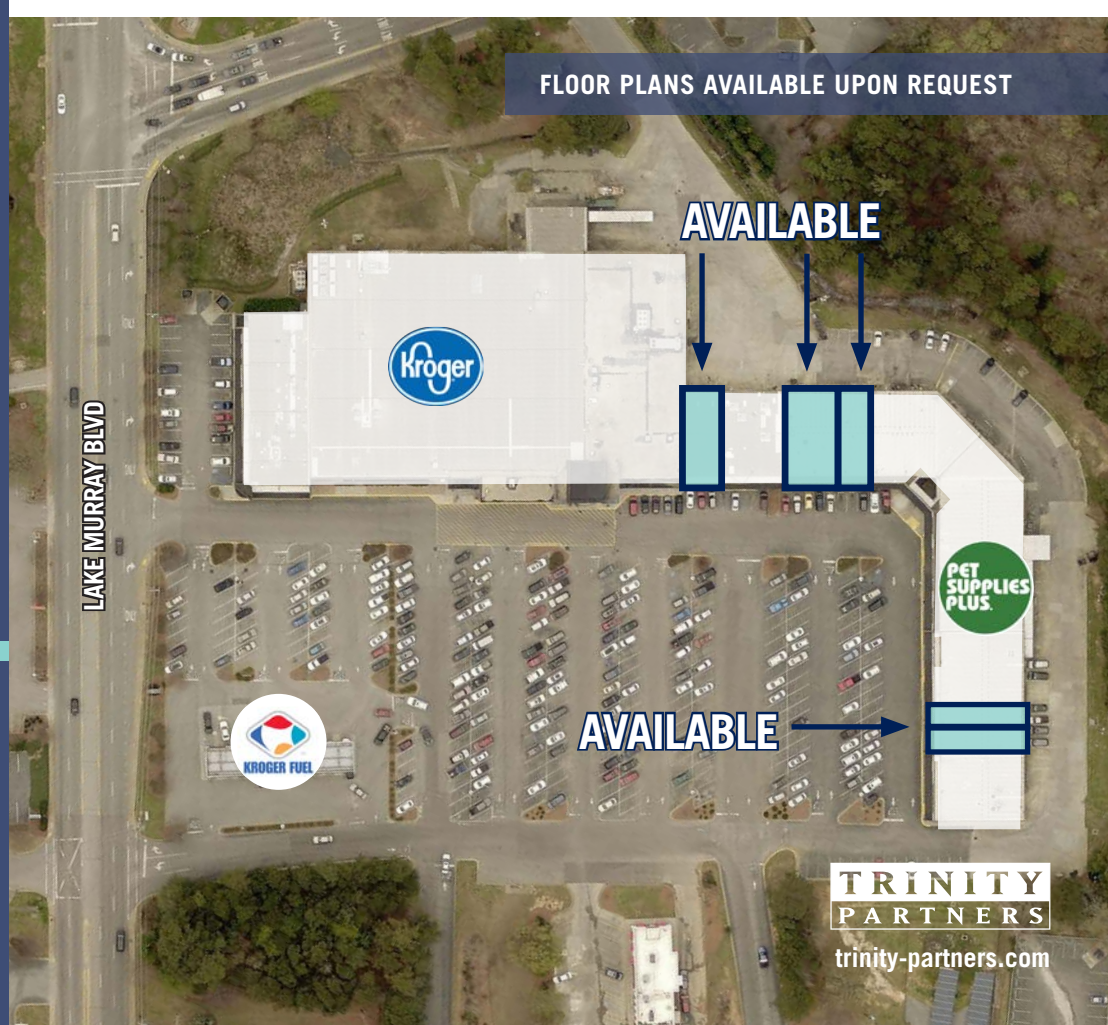 FLOOR PLANS AVAILABLE UPON REQUEST
AVAILABLE
Kroger
LAKE MURRAY BLVD
PET
SUPPLIES
PLUS.
AVAILABLE
KROGER FUEL
TRINITY
PARTNERS
trinity-partners.com